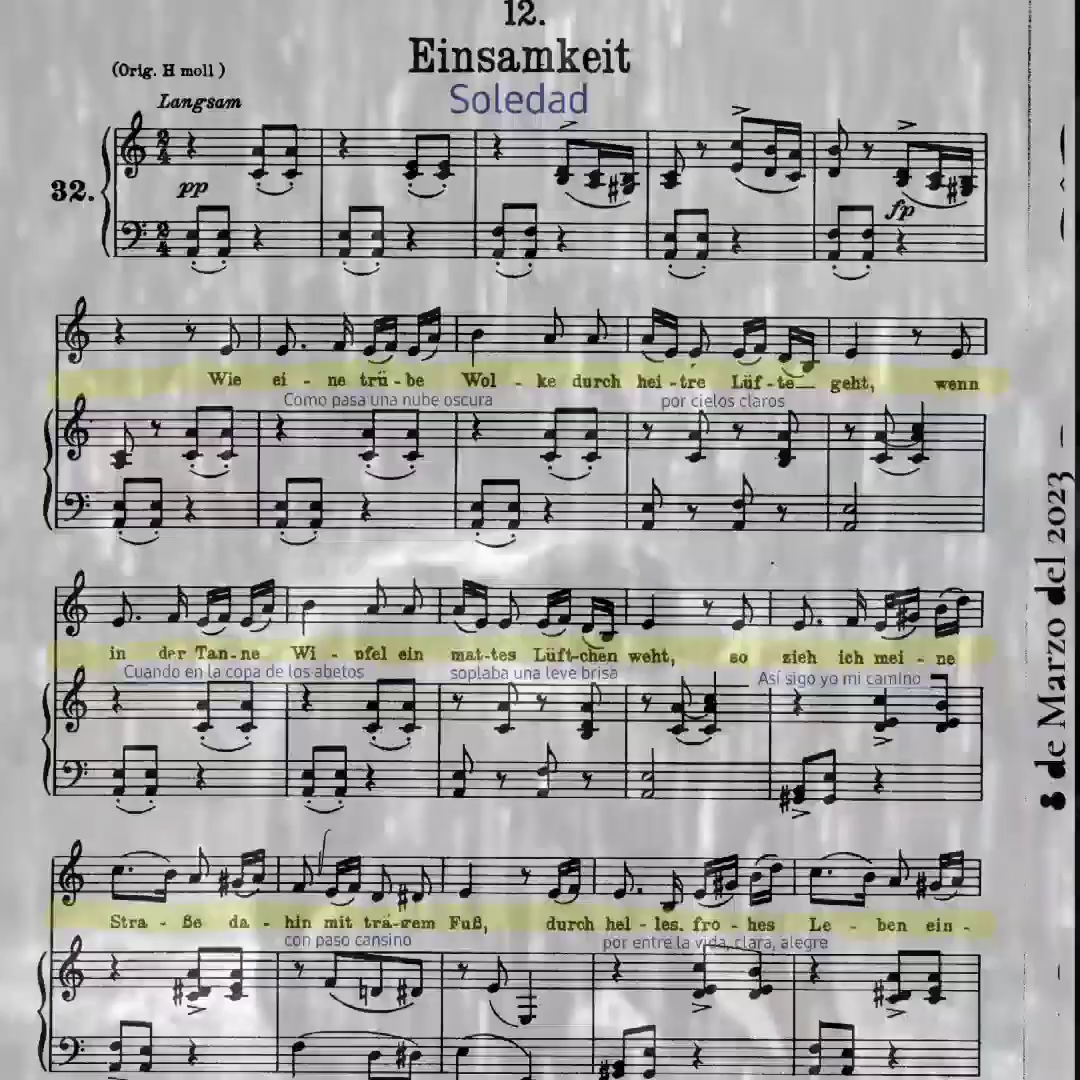 12.
Einsamkeit
(Orig. H moll)
Soledad
Langsam
32.
pp
fp
Wie ei - ne trü - be Wol - ke durch hei - tre Lüf - te geht, wenn
Como pasa una nube oscura por cielos claros
in der Tan - ne Wi - pfel ein mat - tes Lüft - chen weht, so zieh ich mei - ne
Cuando en la copa de los abetos soplaba una leve brisa Así sigo yo mi camino
Stra - ße da - hin mit trä - gem Fuß, durch hel - les, fro - hes Le - ben ein -
con paso cansino por entre la vida, clara, alegre
8 de Marzo del 2023